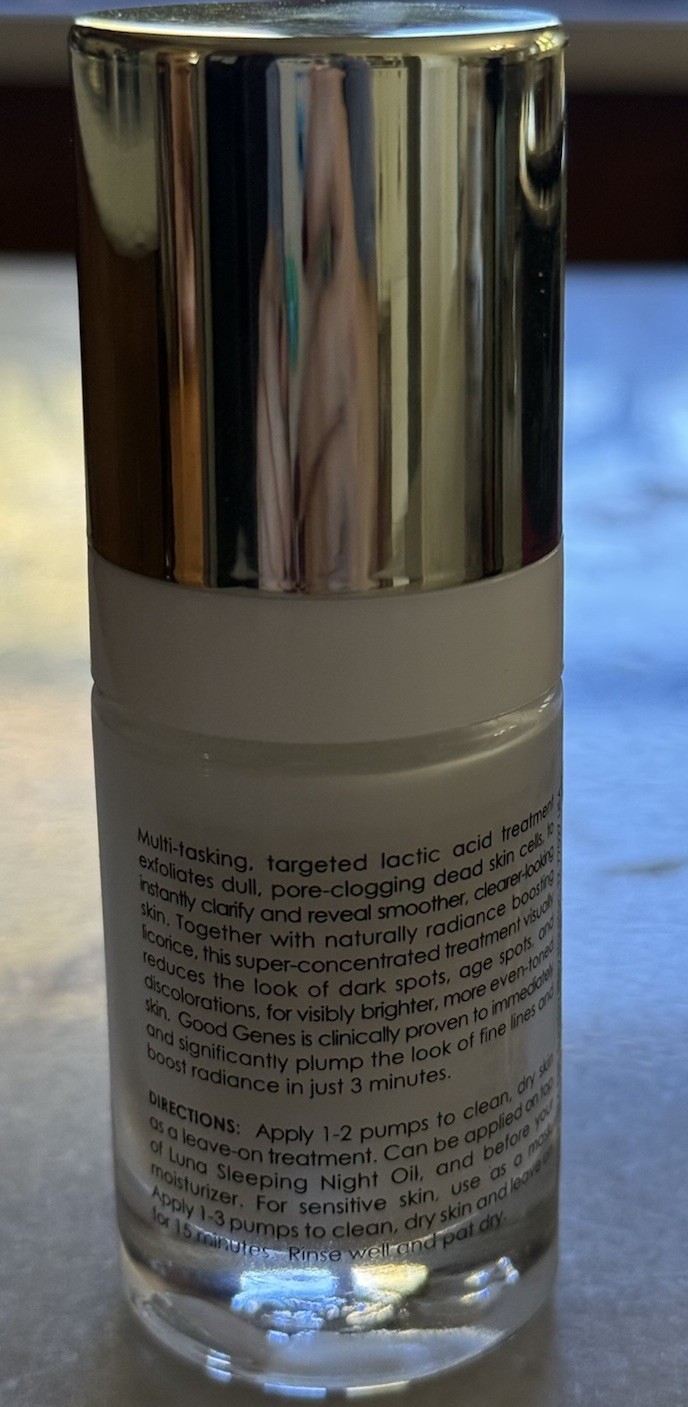 Multi-tasking, targeted lactic acid treatment
exfoliates dull, pore-clogging dead skin cells, to
instantly clarify and reveal smoother, clearer-looking
skin. Together with naturally radiance boosting
licorice, this super-concentrated treatment visually
reduces the look of dark spots, age spots, and
discolorations, for visibly brighter, more even-toned
skin. Good Genes is clinically proven to immediately
and significantly plump the look of fine lines and
boost radiance in just 3 minutes.
DIRECTIONS: Apply 1-2 pumps to clean, dry skin
as a leave-on treatment. Can be applied on top
of Luna Sleeping Night Oil, and before your
moisturizer. For sensitive skin, use as a mask.
Apply 1-3 pumps to clean, dry skin and leave on
for 15 minutes. Rinse well and pat dry.